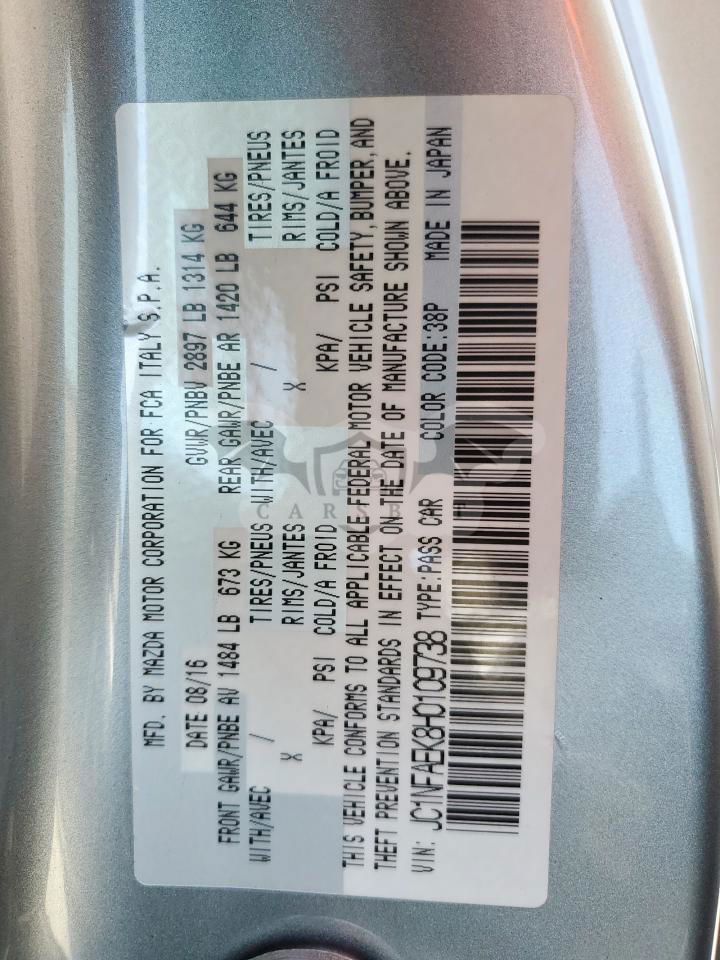 MFD. BY MAZDA MOTOR CORPORATION FOR FCA ITALY S.P.A.
DATE 08/16 GVWR/PNBV 2897 LB 1314 KG
FRONT GAWR/PNBE AV 1484 LB 673 KG REAR GAWR/PNBE AR 1420 LB 644 KG
WITH/AVEC / TIRES/PNEUS WITH/AVEC / TIRES/PNEUS
X RIMS/JANTES X RIMS/JANTES
KPA/ PSI COLD/A FROID KPA/ PSI COLD/A FROID
THIS VEHICLE CONFORMS TO ALL APPLICABLE FEDERAL MOTOR VEHICLE SAFETY, BUMPER, AND
THEFT PREVENTION STANDARDS IN EFFECT ON THE DATE OF MANUFACTURE SHOWN ABOVE.
VIN: JC1NFAEK8H0109738 TYPE:PASS CAR COLOR CODE:38P MADE IN JAPAN